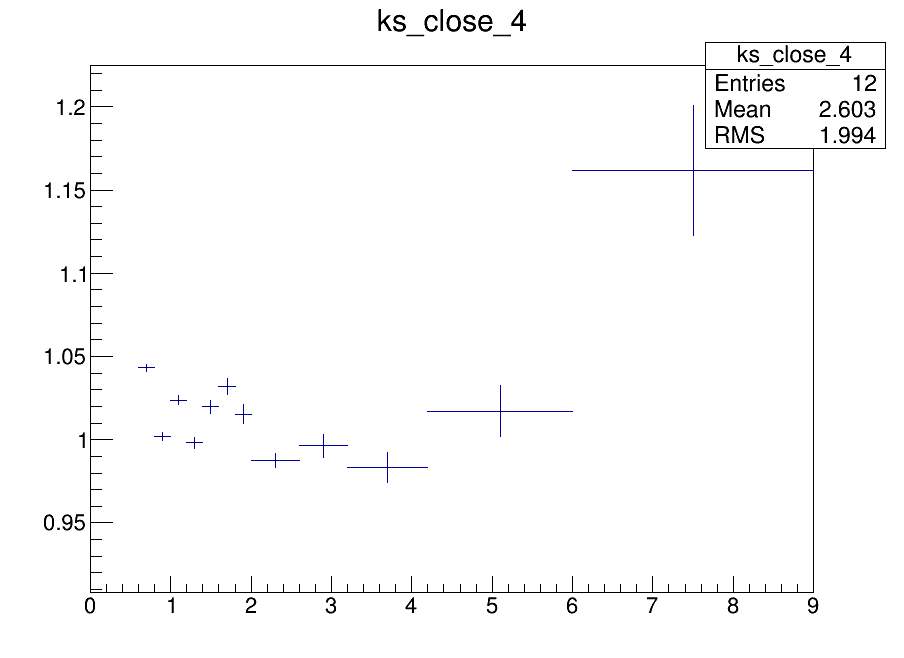 ks_close_4
ks_close_4
Entries 12
Mean 2.603
RMS 1.994
1.2
1.15
1.1
1.05
1
0.95
0 1 2 3 4 5 6 7 8 9